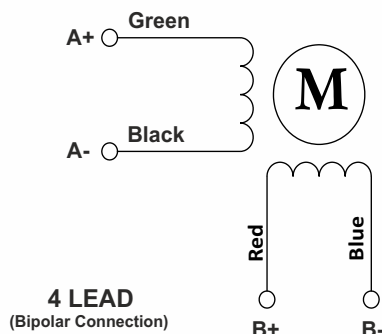 Green
A+
M
Black
A-
Red
Blue
4 LEAD
(Bipolar Connection)
B+
B-